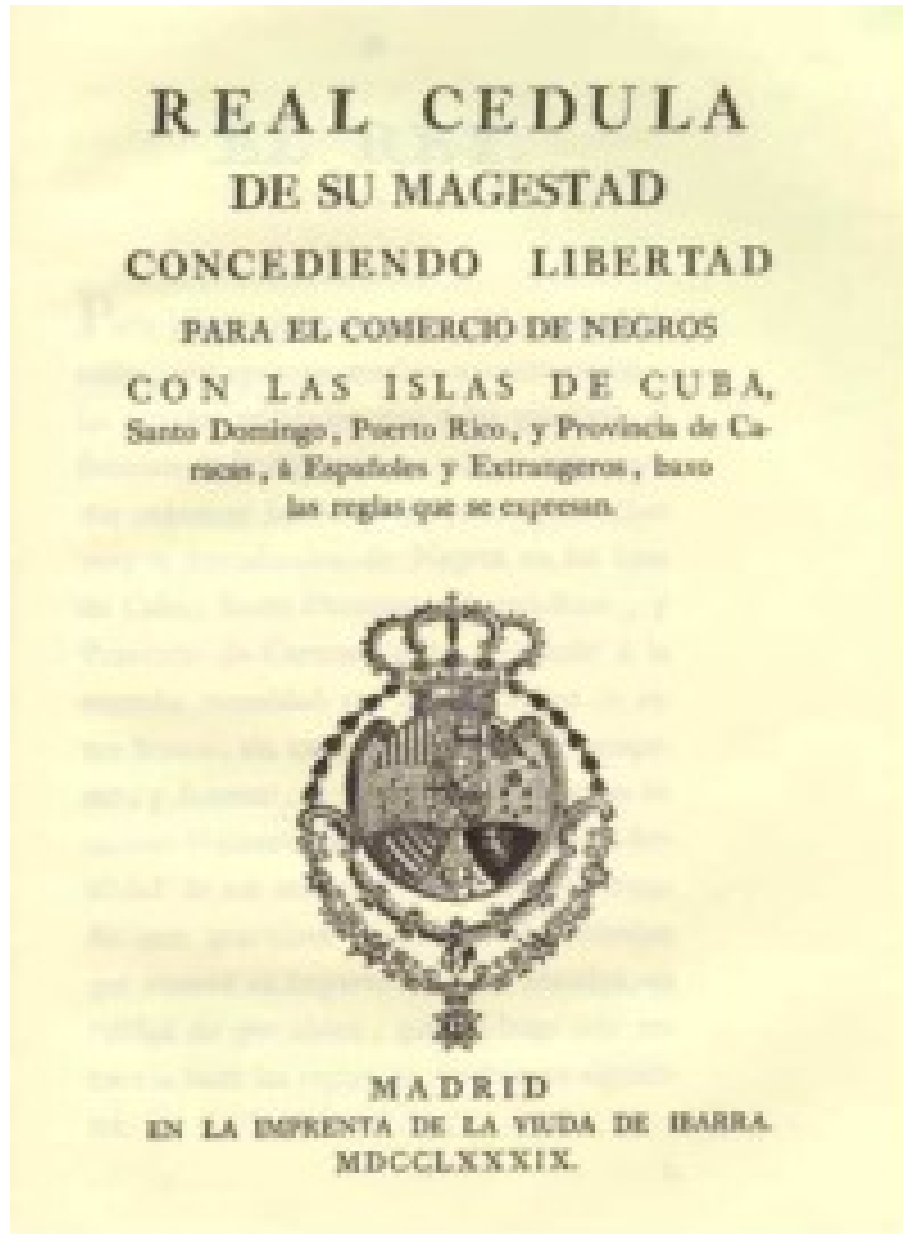 REAL CEDULA
DE SU MAGESTAD
CONCEDIENDO LIBERTAD
PARA EL COMERCIO DE NEGROS
CON LAS ISLAS DE CUBA,
Santo Domingo, Puerto Rico, y Provincia de Ca-
racas, à Españoles y Extrangeros, baxo
las reglas que se expresan.
MADRID
EN LA IMPRENTA DE LA VIUDA DE IBARRA.
MDCCLXXXIX.